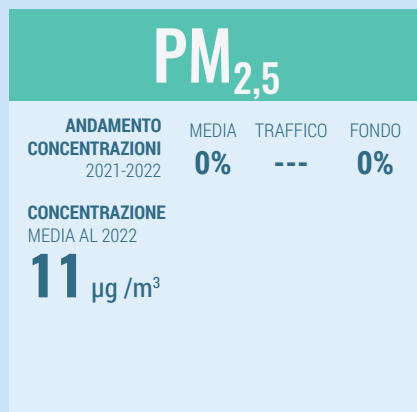 PM2,5
ANDAMENTO
CONCENTRAZIONI
2021-2022
MEDIA TRAFFICO FONDO
0% --- 0%
CONCENTRAZIONE
MEDIA AL 2022
11 µg /m³